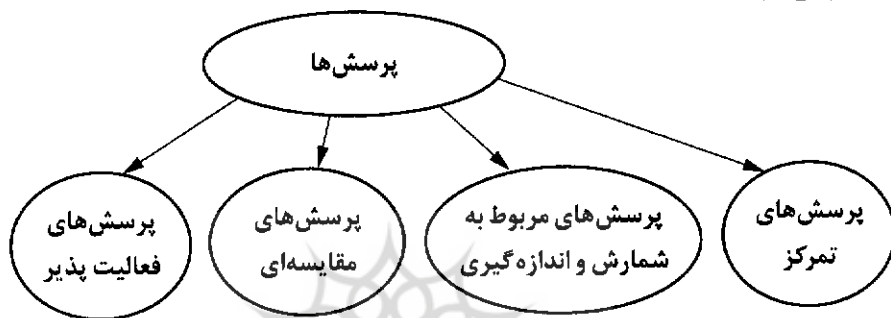 پرسش‌ها
پرسش‌های
تمرکز
پرسش‌های مربوط به
شمارش و اندازه‌گیری
پرسش‌های
مقایسه‌ای
پرسش‌های
فعالیت پذیر